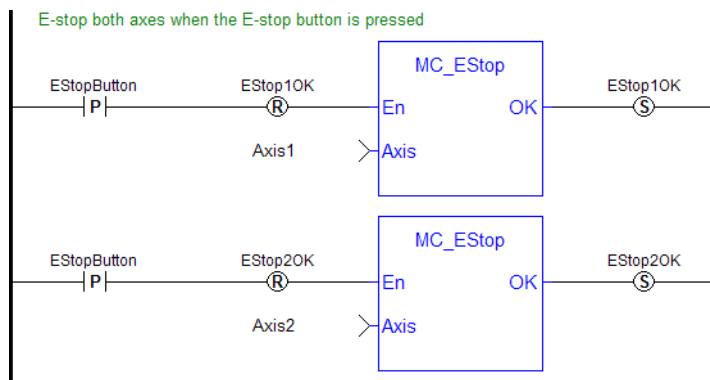 E-stop both axes when the E-stop button is pressed
MC_EStop
EStopButton EStop1OK EStop1OK
P R En OK S
Axis1 Axis
MC_EStop
EStopButton EStop2OK EStop2OK
P R En OK S
Axis2 Axis